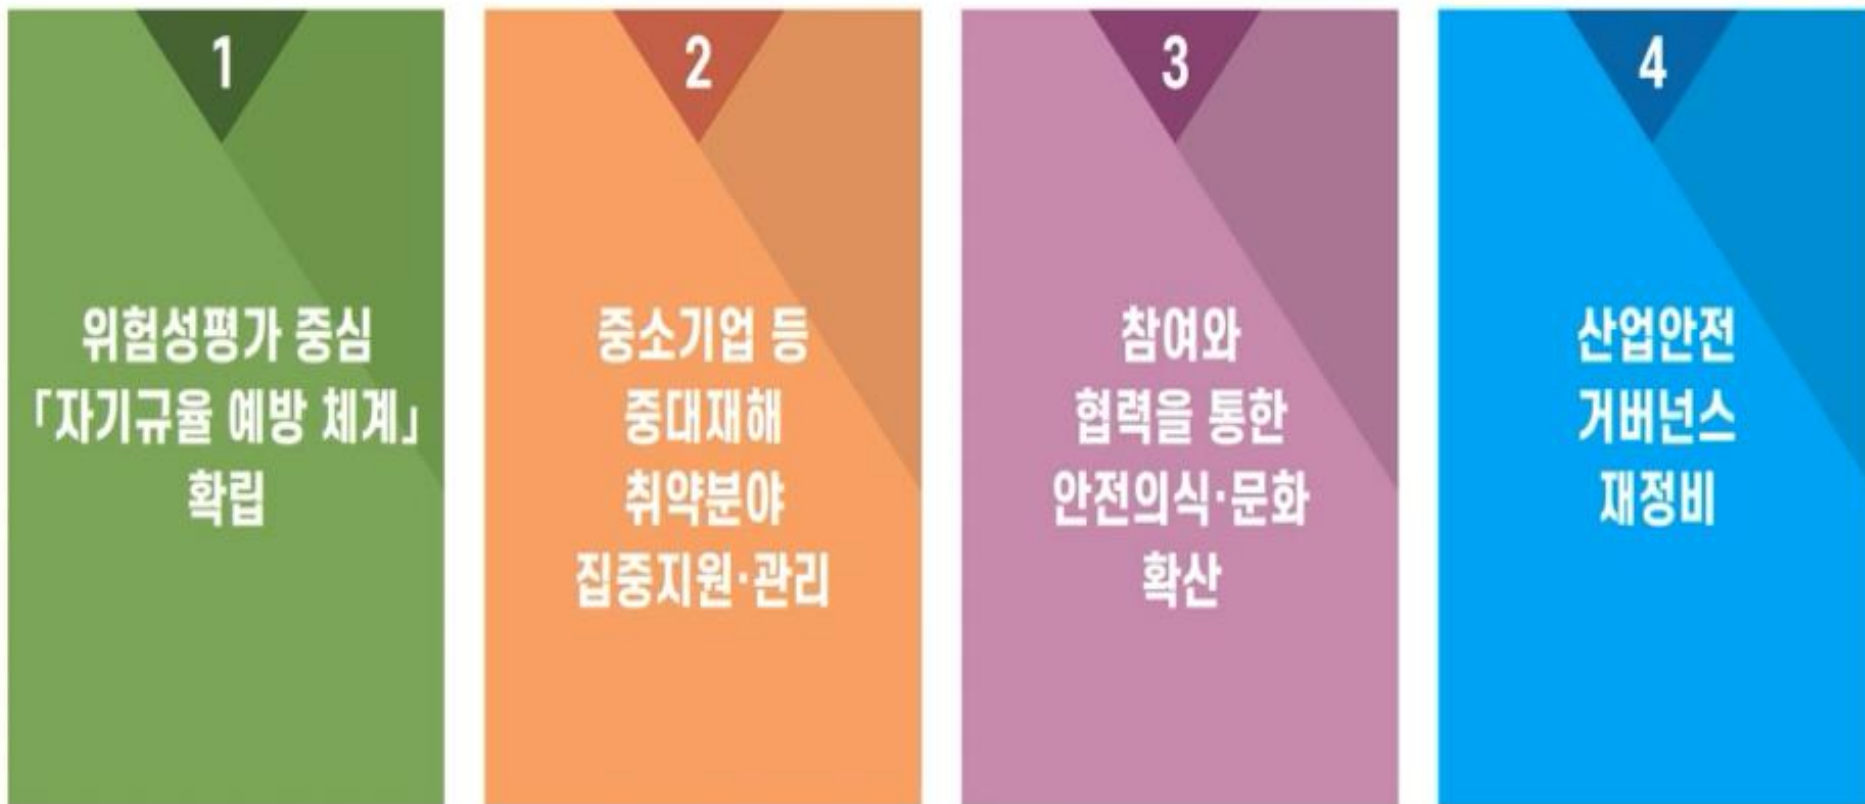 1
위험성평가 중심
「자기규율 예방 체계」
확립
2
중소기업 등
중대재해
취약분야
집중지원·관리
3
참여와
협력을 통한
안전의식·문화
확산
4
산업안전
거버넌스
재정비